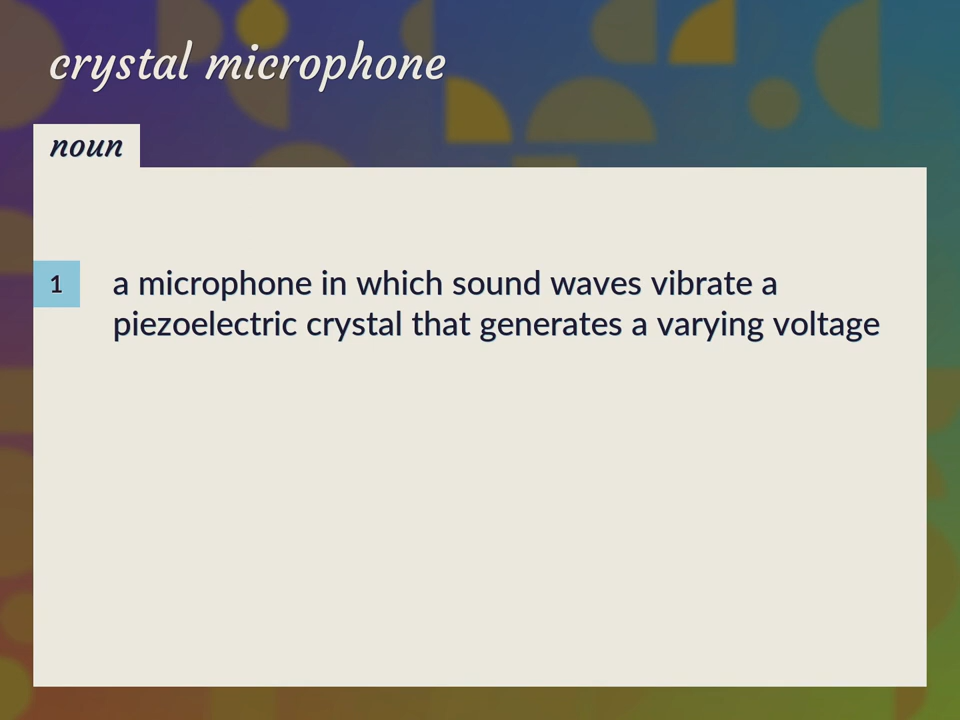 crystal microphone
noun
1
a microphone in which sound waves vibrate a
piezoelectric crystal that generates a varying voltage